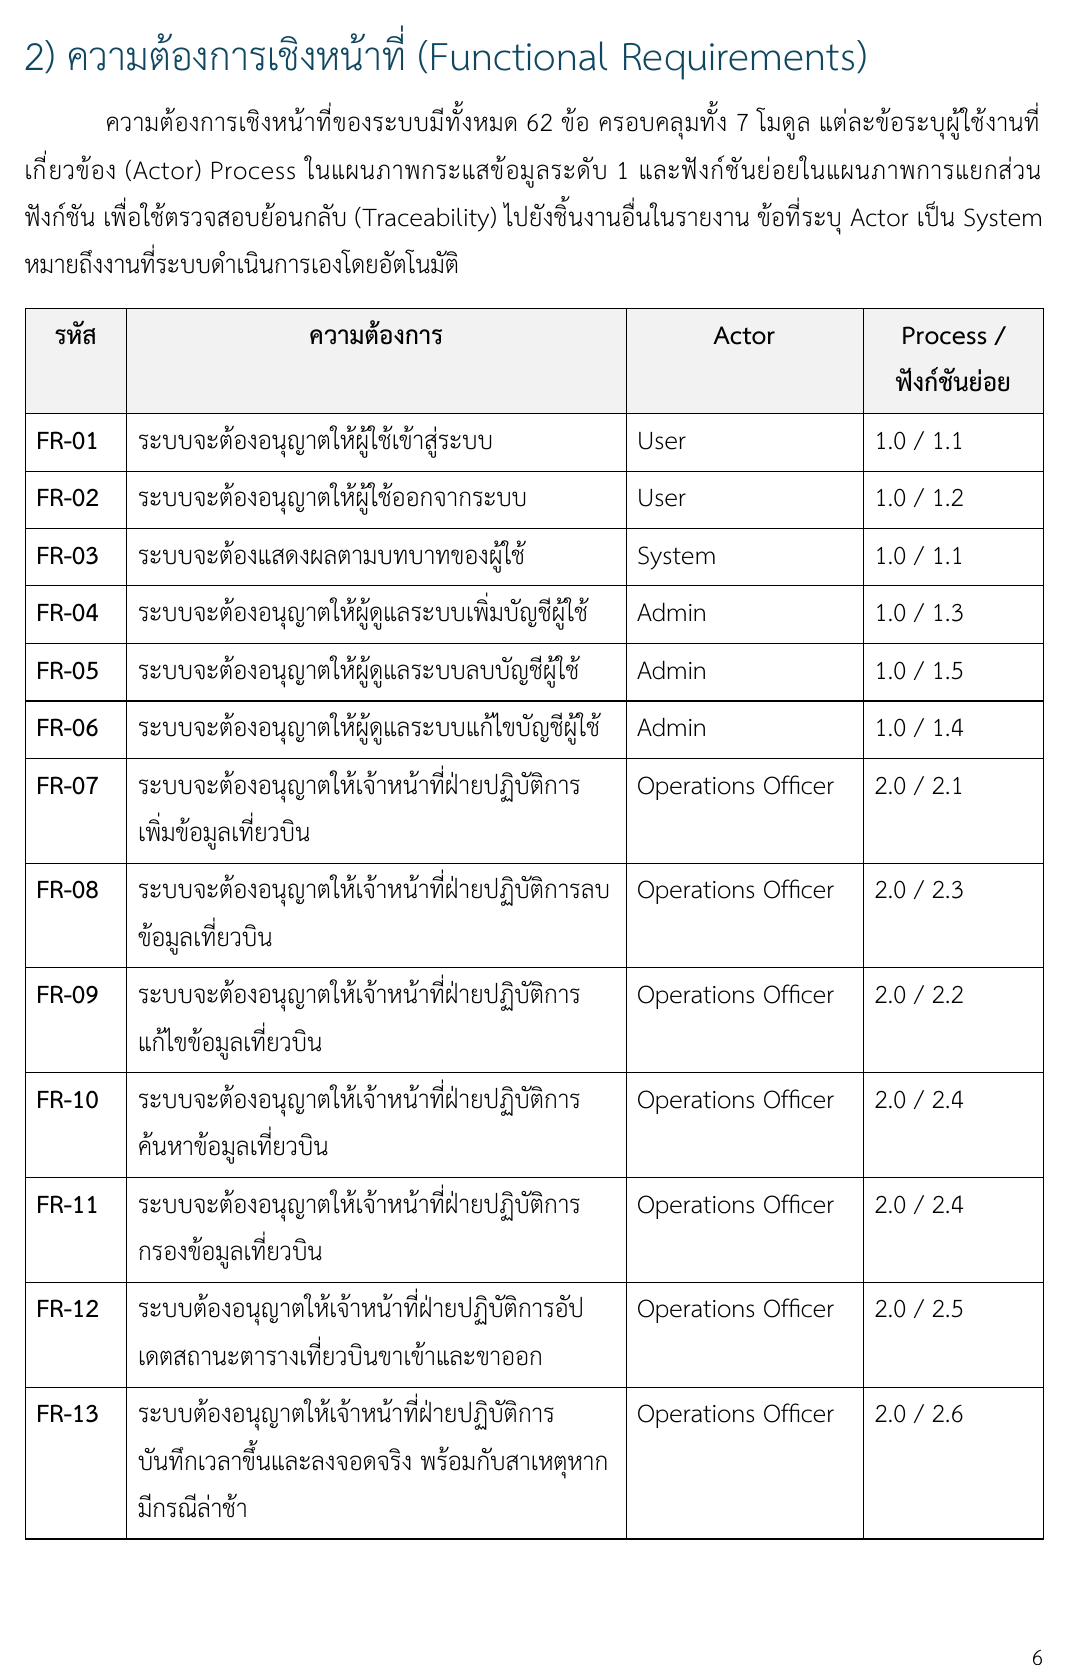 2) ความต้องการเชิงหน้าที่ (Functional Requirements)
ความต้องการเชิงหน้าที่ของระบบมีทั้งหมด 62 ข้อ ครอบคลุมทั้ง 7 โมดูล แต่ละข้อระบุผู้ใช้งานที่
เกี่ยวข้อง (Actor) Process ในแผนภาพกระแสข้อมูลระดับ 1 และฟังก์ชันย่อยในแผนภาพการแยกส่วน
ฟังก์ชัน เพื่อใช้ตรวจสอบย้อนกลับ (Traceability) ไปยังชิ้นงานอื่นในรายงาน ข้อที่ระบุ Actor เป็น System
หมายถึงงานที่ระบบดำเนินการเองโดยอัตโนมัติ
รหัส ความต้องการ Actor Process /
ฟังก์ชันย่อย
FR-01 ระบบจะต้องอนุญาตให้ผู้ใช้เข้าสู่ระบบ User 1.0 / 1.1
FR-02 ระบบจะต้องอนุญาตให้ผู้ใช้ออกจากระบบ User 1.0 / 1.2
FR-03 ระบบจะต้องแสดงผลตามบทบาทของผู้ใช้ System 1.0 / 1.1
FR-04 ระบบจะต้องอนุญาตให้ผู้ดูแลระบบเพิ่มบัญชีผู้ใช้ Admin 1.0 / 1.3
FR-05 ระบบจะต้องอนุญาตให้ผู้ดูแลระบบลบบัญชีผู้ใช้ Admin 1.0 / 1.5
FR-06 ระบบจะต้องอนุญาตให้ผู้ดูแลระบบแก้ไขบัญชีผู้ใช้ Admin 1.0 / 1.4
FR-07 ระบบจะต้องอนุญาตให้เจ้าหน้าที่ฝ่ายปฏิบัติการ Operations Officer 2.0 / 2.1
เพิ่มข้อมูลเที่ยวบิน
FR-08 ระบบจะต้องอนุญาตให้เจ้าหน้าที่ฝ่ายปฏิบัติการลบ Operations Officer 2.0 / 2.3
ข้อมูลเที่ยวบิน
FR-09 ระบบจะต้องอนุญาตให้เจ้าหน้าที่ฝ่ายปฏิบัติการ Operations Officer 2.0 / 2.2
แก้ไขข้อมูลเที่ยวบิน
FR-10 ระบบจะต้องอนุญาตให้เจ้าหน้าที่ฝ่ายปฏิบัติการ Operations Officer 2.0 / 2.4
ค้นหาข้อมูลเที่ยวบิน
FR-11 ระบบจะต้องอนุญาตให้เจ้าหน้าที่ฝ่ายปฏิบัติการ Operations Officer 2.0 / 2.4
กรองข้อมูลเที่ยวบิน
FR-12 ระบบต้องอนุญาตให้เจ้าหน้าที่ฝ่ายปฏิบัติการอัป Operations Officer 2.0 / 2.5
เดตสถานะตารางเที่ยวบินขาเข้าและขาออก
FR-13 ระบบต้องอนุญาตให้เจ้าหน้าที่ฝ่ายปฏิบัติการ Operations Officer 2.0 / 2.6
บันทึกเวลาขึ้นและลงจอดจริง พร้อมกับสาเหตุหาก
มีกรณีล่าช้า
6